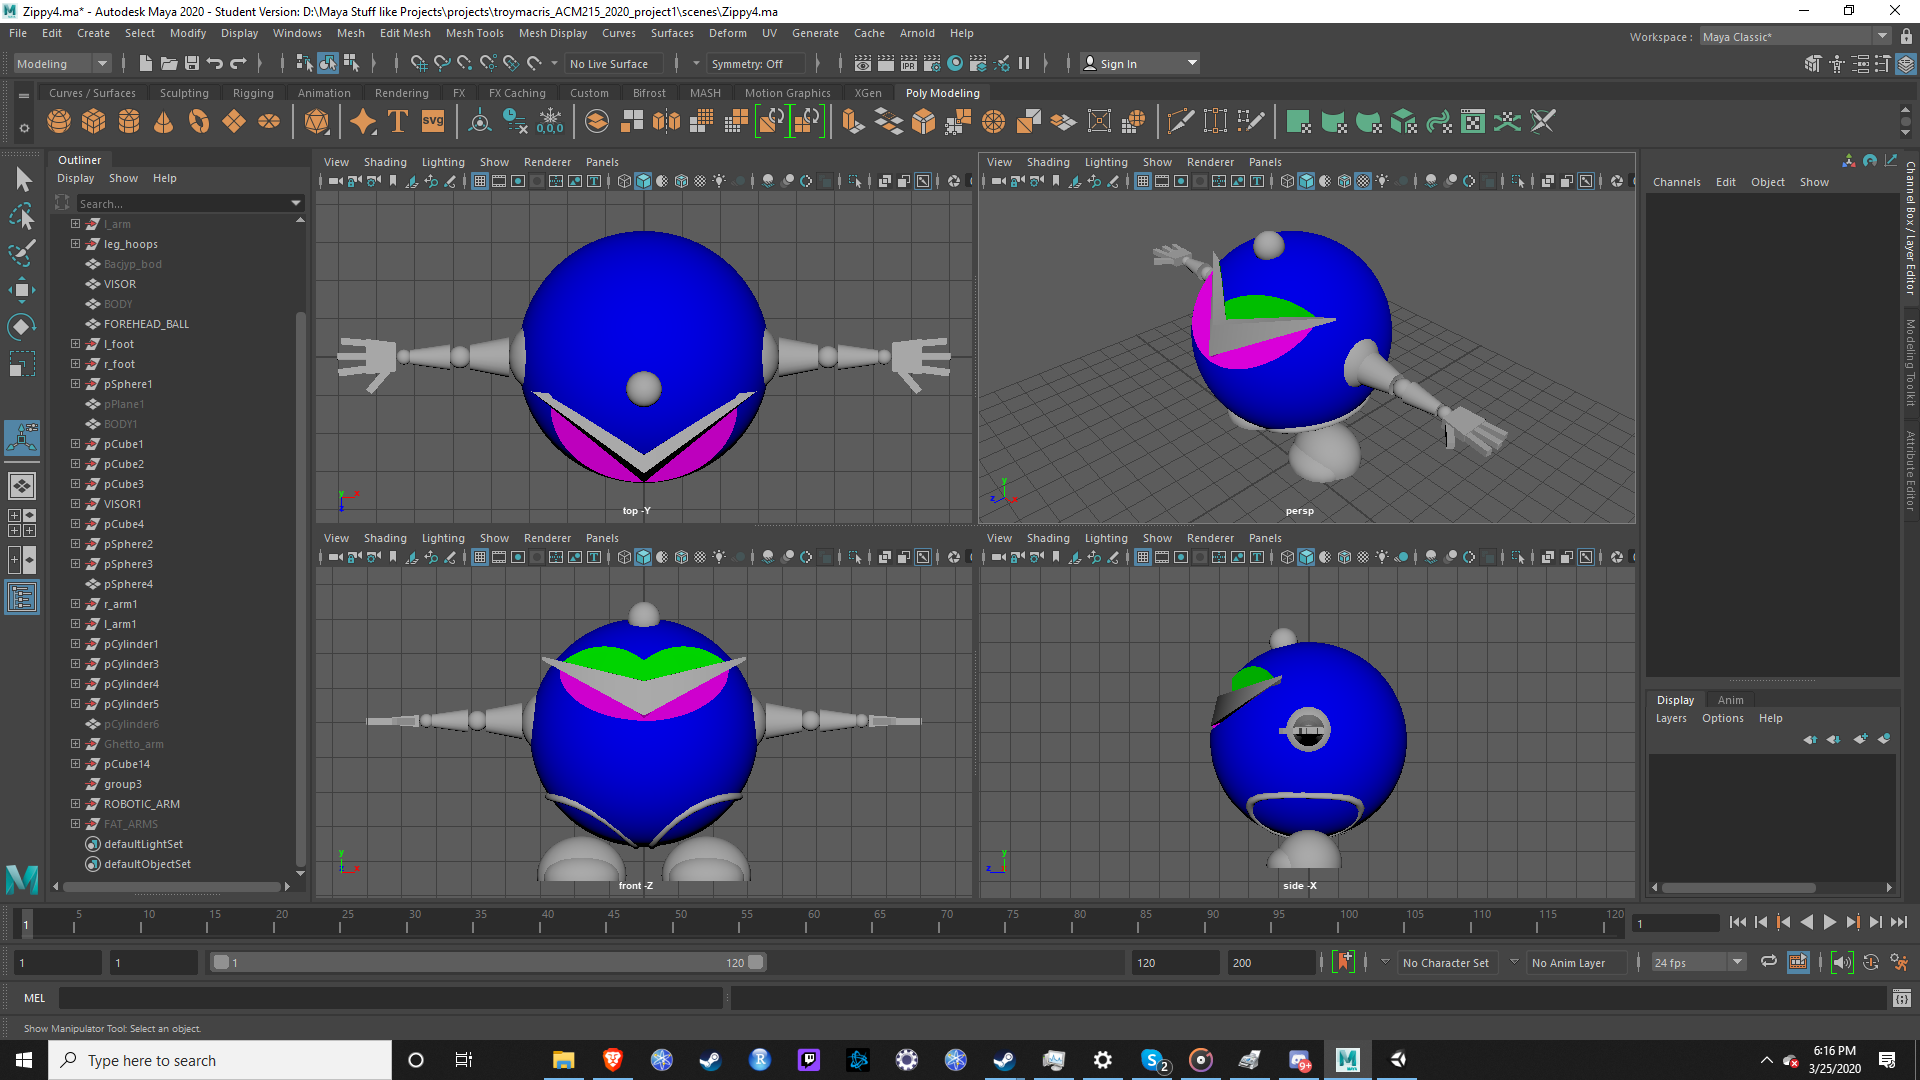 Zippy4.ma* - Autodesk Maya 2020 - Student Version: D:\Maya Stuff like Projects\projects\troymacris_ACM215_2020_project1\scenes\Zippy4.ma
File Edit Create Select Modify Display Windows Mesh Edit Mesh Mesh Tools Mesh Display Curves Surfaces Deform UV Generate Cache Arnold Help
Workspace : Maya Classic*
Modeling No Live Surface Symmetry: Off Sign In
Curves / Surfaces Sculpting Rigging Animation Rendering FX FX Caching Custom Bifrost MASH Motion Graphics XGen Poly Modeling
T SVG 0,0,0
Outliner
Display Show Help
Search...
l_arm
leg_hoops
Bacjyp_bod
VISOR
BODY
FOREHEAD_BALL
l_foot
r_foot
pSphere1
pPlane1
BODY1
pCube1
pCube2
pCube3
VISOR1
pCube4
pSphere2
pSphere3
pSphere4
r_arm1
l_arm1
pCylinder1
pCylinder3
pCylinder4
pCylinder5
pCylinder6
Ghetto_arm
pCube14
group3
ROBOTIC_ARM
FAT_ARMS
defaultLightSet
defaultObjectSet
View Shading Lighting Show Renderer Panels
top -Y
View Shading Lighting Show Renderer Panels
persp
View Shading Lighting Show Renderer Panels
front -Z
View Shading Lighting Show Renderer Panels
side -X
Channels Edit Object Show
Channel Box / Layer Editor
Modeling Toolkit
Attribute Editor
Display Anim
Layers Options Help
1 5 10 15 20 25 30 35 40 45 50 55 60 65 70 75 80 85 90 95 100 105 110 115 120 1
1 1 1 120 120 200 No Character Set No Anim Layer 24 fps
MEL
Show Manipulator Tool: Select an object.
Type here to search
2 9+
6:16 PM
3/25/2020